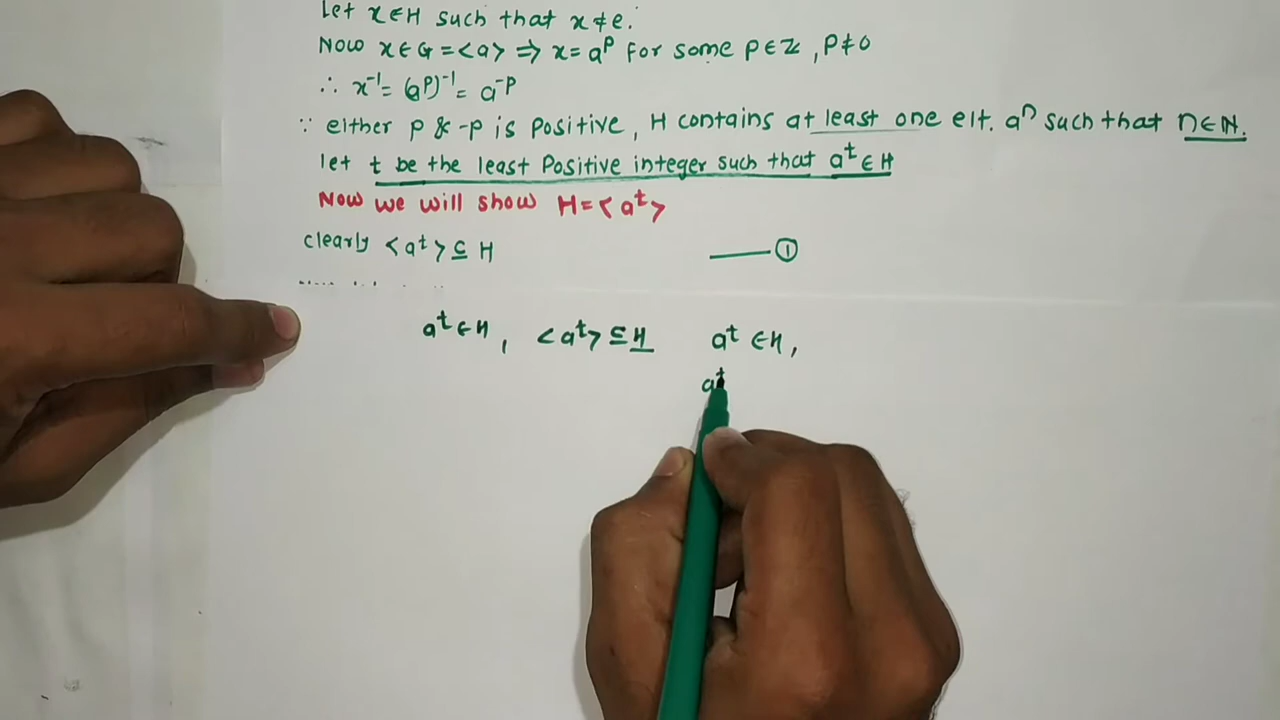 Let x∈H such that x≠e.
Now x∈G=<a> ⇒ x=a^p for some p∈Z, p≠0
∴ x^-1 = (a^p)^-1 = a^-p
∵ either p & -p is Positive, H contains at least one elt. a^n such that n∈N.
let t be the least Positive integer such that a^t∈H
Now we will show H=<a^t>
clearly <a^t>⊆H ——— ①
a^t∈H, <a^t>⊆H a^t∈H,
a^t